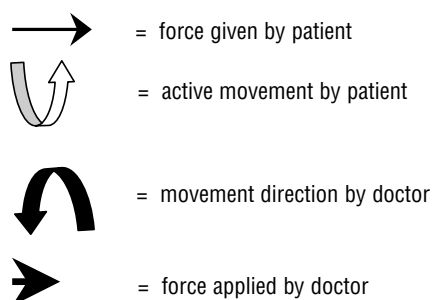 = force given by patient
= active movement by patient
= movement direction by doctor
= force applied by doctor